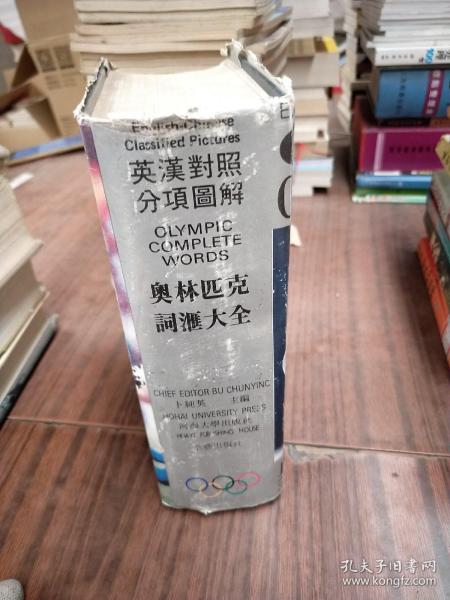 English-Chinese
Classified Pictures
英漢對照
分項圖解
OLYMPIC
COMPLETE
WORDS
奧林匹克
詞滙大全
CHIEF EDITOR BU CHUNYING
卜純英 主編
HOHAI UNIVERSITY PRESS
河海大學出版社
HOUSE
孔夫子旧书网
www.kongfz.com